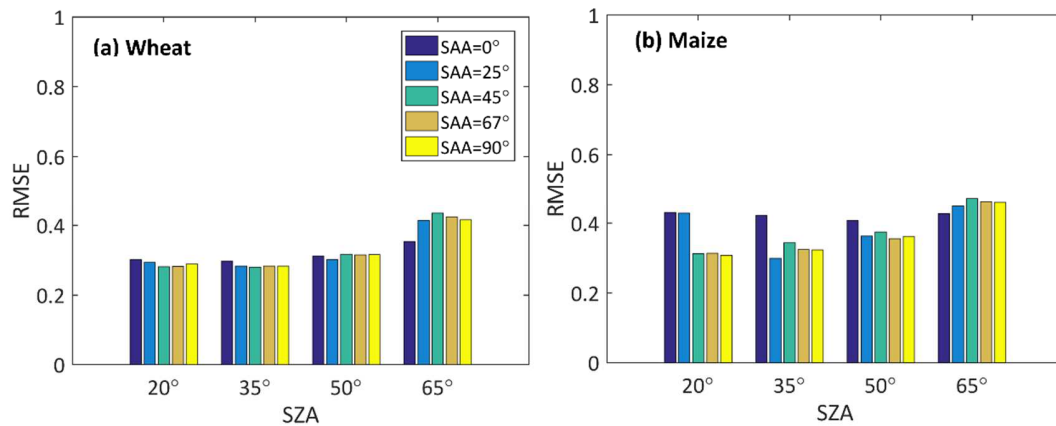 (a) Wheat
SAA=0°
SAA=25°
SAA=45°
SAA=67°
SAA=90°
1
0.8
0.6
0.4
0.2
0
RMSE
20° 35° 50° 65°
SZA
(b) Maize
1
0.8
0.6
0.4
0.2
0
RMSE
20° 35° 50° 65°
SZA